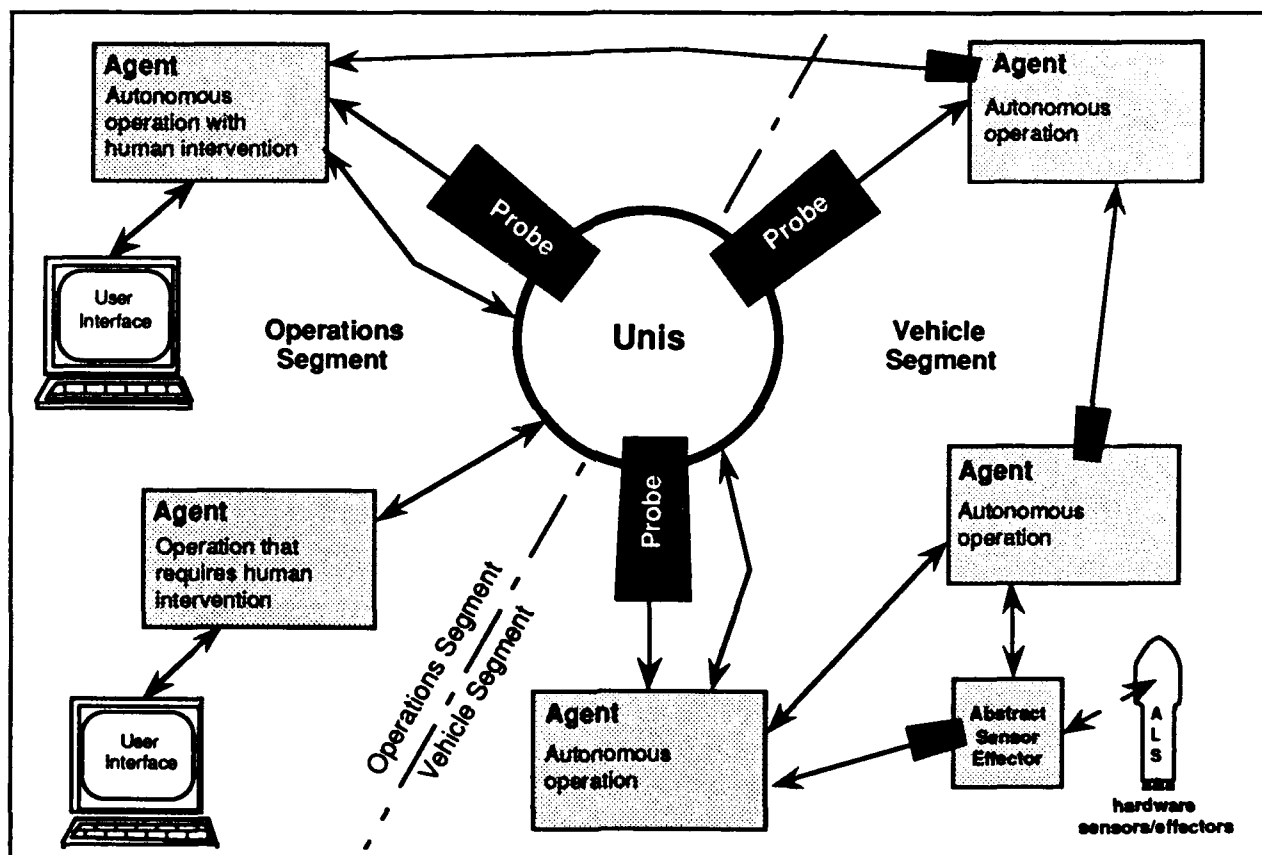 Agent
Autonomous
operation with
human intervention
Agent
Autonomous
operation
Probe
Probe
User
Interface
Operations
Segment
Unis
Vehicle
Segment
Agent
Operation that
requires human
intervention
Probe
Agent
Autonomous
operation
Operations Segment
Vehicle Segment
User
Interface
Agent
Autonomous
operation
Abstract
Sensor
Effector
ALS
hardware
sensors/effectors